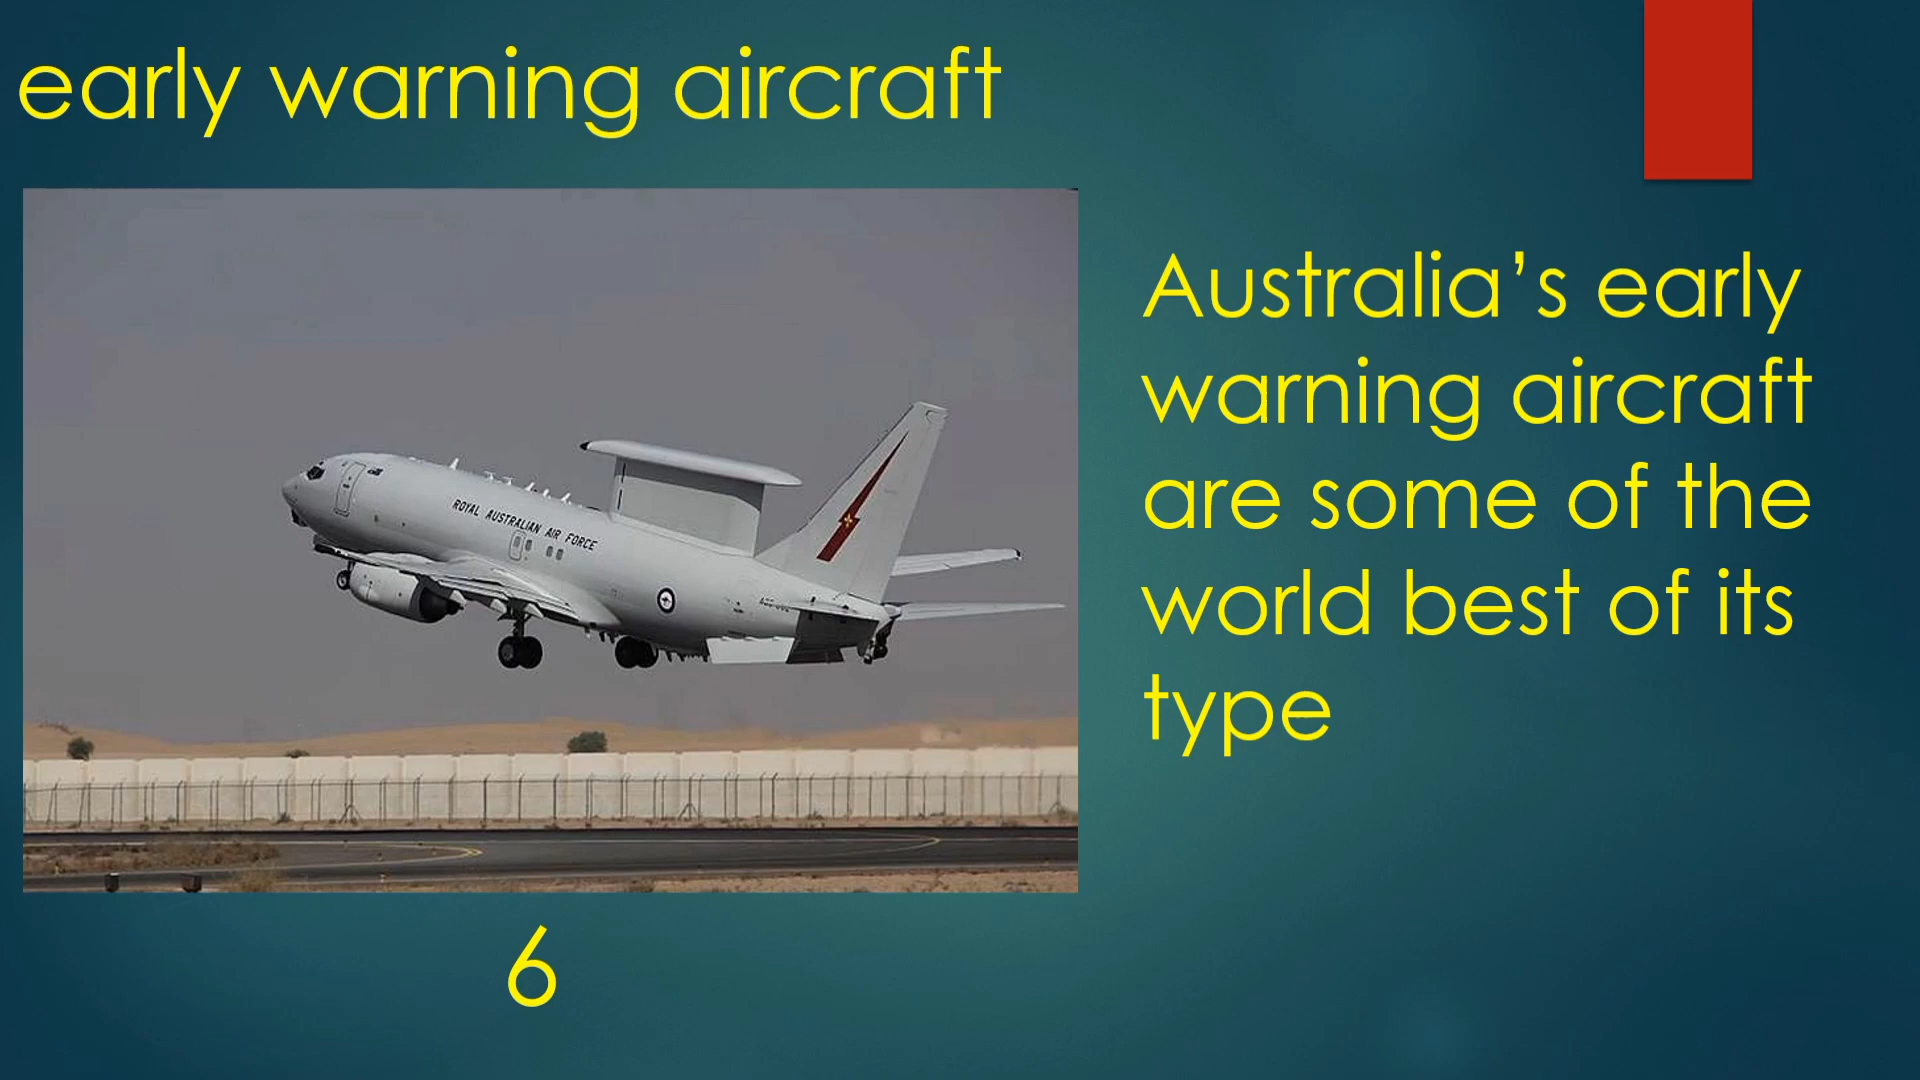 early warning aircraft
ROYAL AUSTRALIAN AIR FORCE
Australia’s early
warning aircraft
are some of the
world best of its
type
6